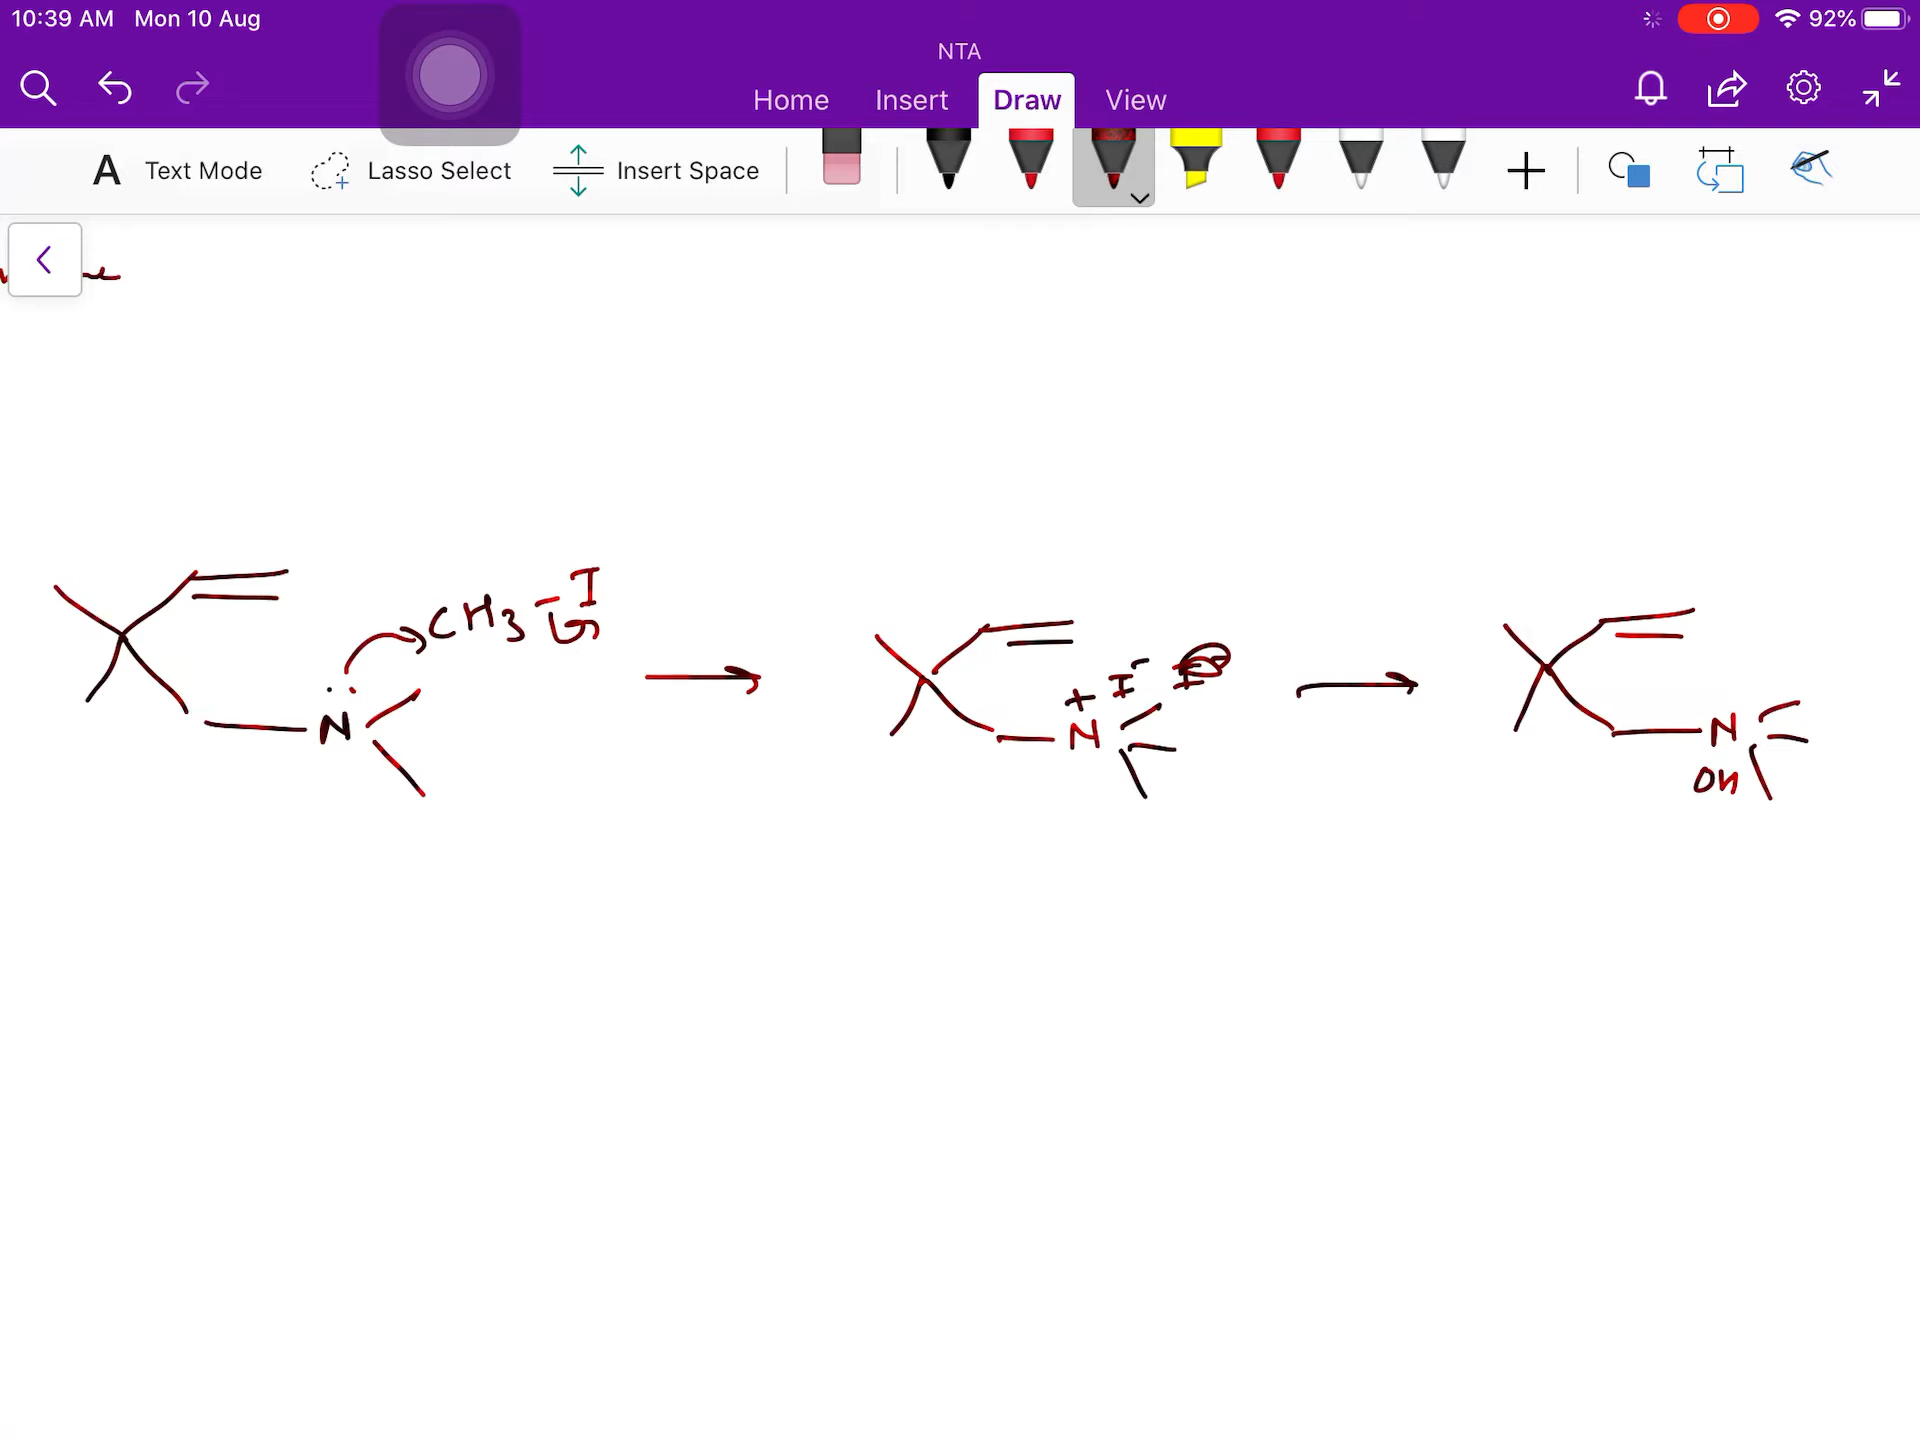 10:39 AM Mon 10 Aug
92%
NTA
Home Insert Draw View
A Text Mode Lasso Select Insert Space
CH3 - I
+ I-
N N N
OH